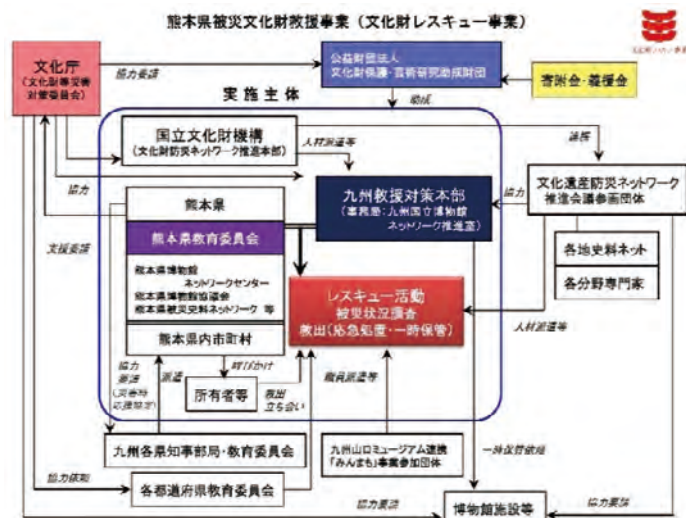 熊本県被災文化財救援事業（文化財レスキュー事業）
文化庁
（文化財等災害
対策委員会）
協力要請
公益財団法人
文化財保護・芸術研究助成財団
寄附金・義援金
助成
実施主体
国立文化財機構
（文化財防災ネットワーク推進本部）
人材派遣等
連携
協力
九州救援対策本部
（事務局：九州国立博物館
ネットワーク推進室）
協力
文化遺産防災ネットワーク
推進会議参画団体
各地史料ネット
各分野専門家
支援要請
熊本県
熊本県教育委員会
熊本県博物館
ネットワークセンター
熊本県博物館協議会
熊本県被災史料ネットワーク 等
熊本県内市町村
レスキュー活動
被災状況調査
救出（応急処置・一時保管）
人材派遣等
協力
要請
（災害時
応援協定）
派遣
呼びかけ
所有者等
救出
立ち会い
職員派遣等
九州各県知事部局・教育委員会
九州山口ミュージアム連携
「みんまも」事業参加団体
一時保管依頼
協力依頼
各都道府県教育委員会
協力要請
博物館施設等
協力要請